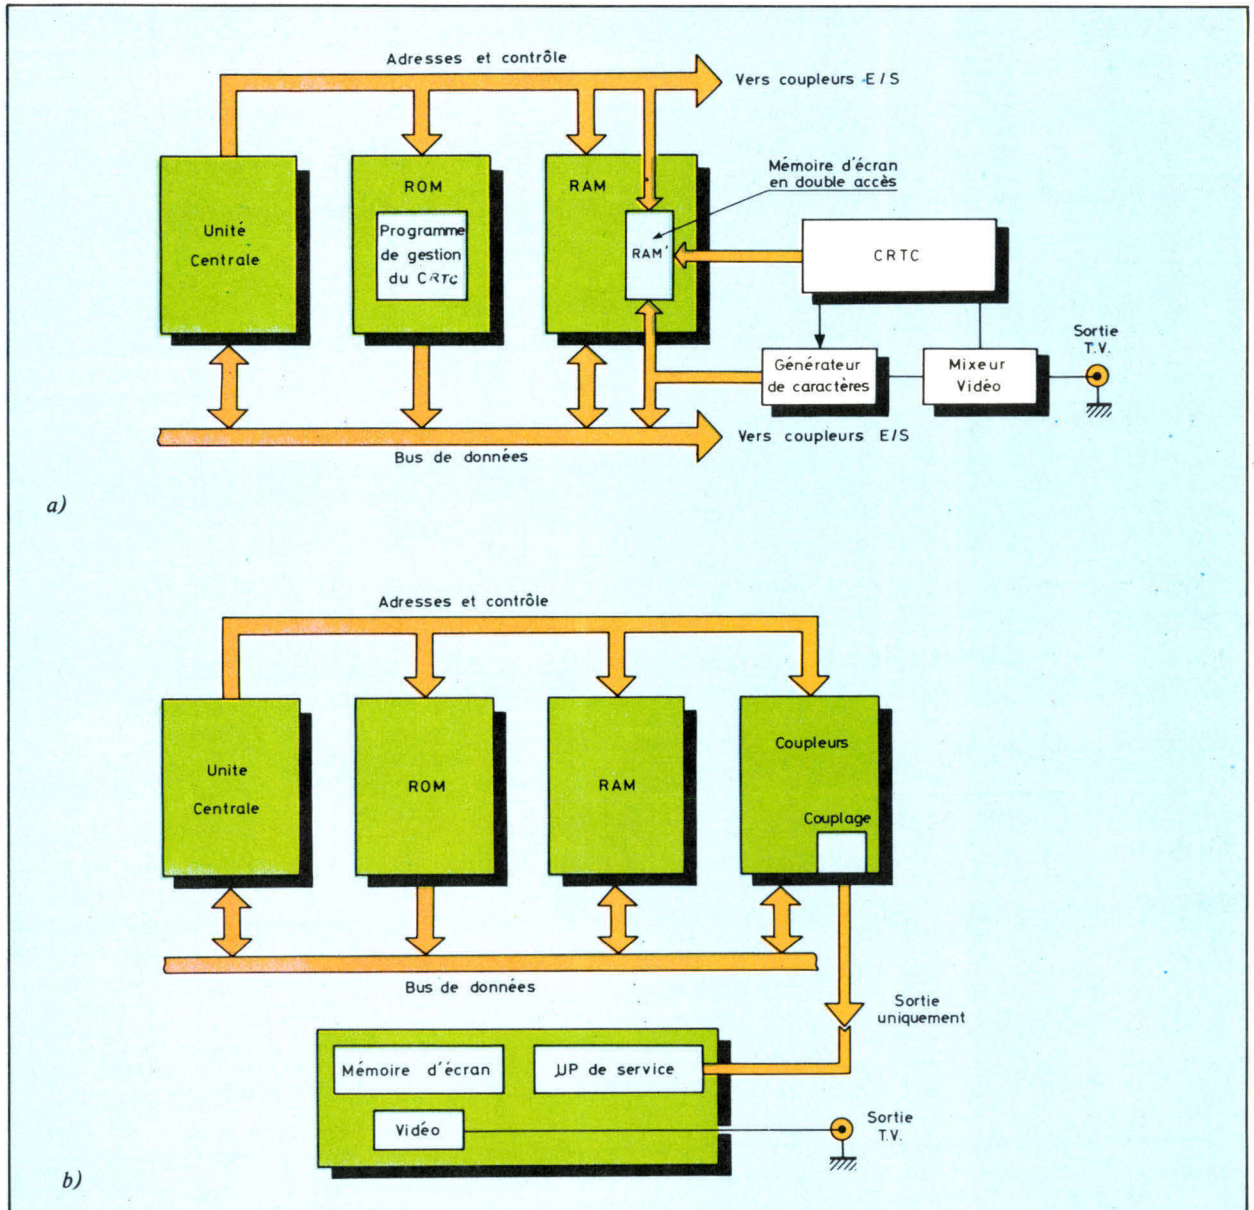 Adresses et contrôle
Vers coupleurs E/S
Unité
Centrale
ROM
Programme
de gestion
du CRTC
RAM
RAM'
Mémoire d'écran
en double accès
CRTC
Générateur
de caractères
Mixeur
Vidéo
Sortie
T.V.
Vers coupleurs E/S
Bus de données
a)
Adresses et contrôle
Unite
Centrale
ROM
RAM
Coupleurs
Couplage
Bus de données
Sortie
uniquement
Mémoire d'écran
µP de service
Vidéo
Sortie
T.V.
b)